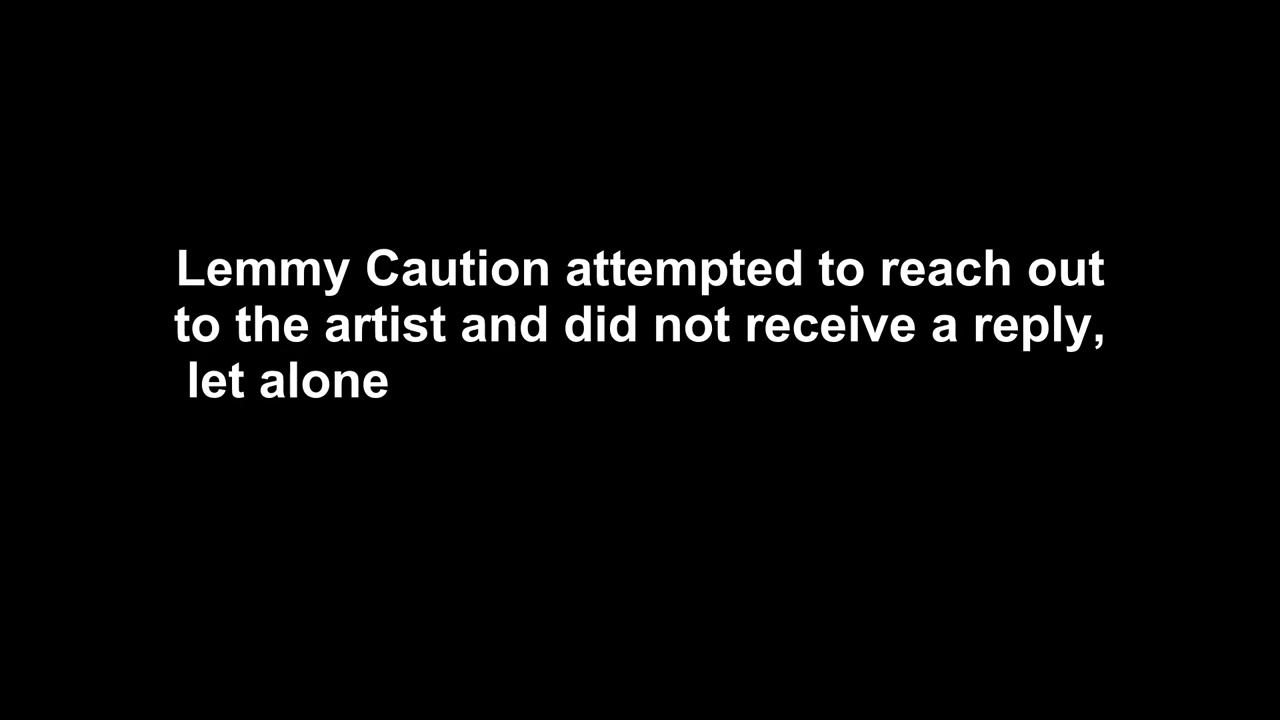 Lemmy Caution attempted to reach out
to the artist and did not receive a reply,
let alone